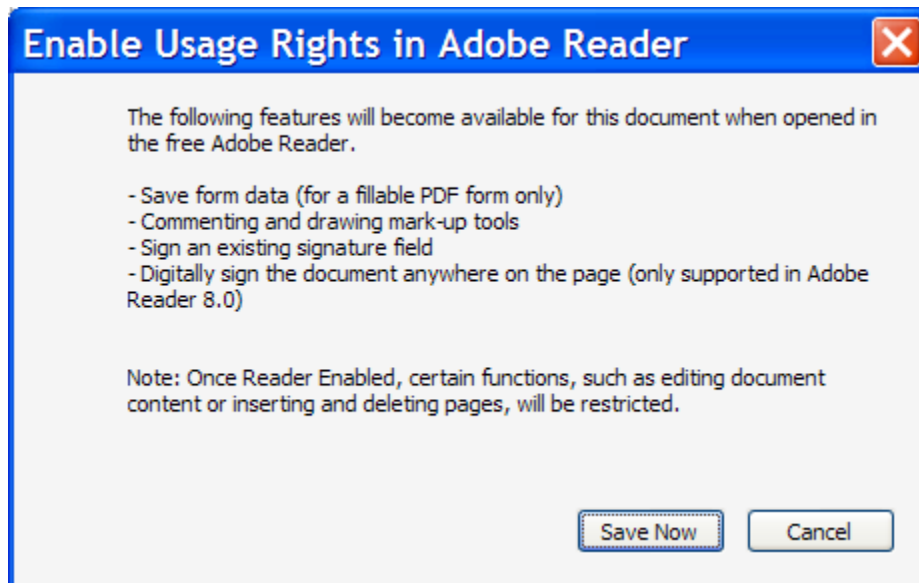 Enable Usage Rights in Adobe Reader
The following features will become available for this document when opened in
the free Adobe Reader.
- Save form data (for a fillable PDF form only)
- Commenting and drawing mark-up tools
- Sign an existing signature field
- Digitally sign the document anywhere on the page (only supported in Adobe
Reader 8.0)
Note: Once Reader Enabled, certain functions, such as editing document
content or inserting and deleting pages, will be restricted.
Save Now
Cancel